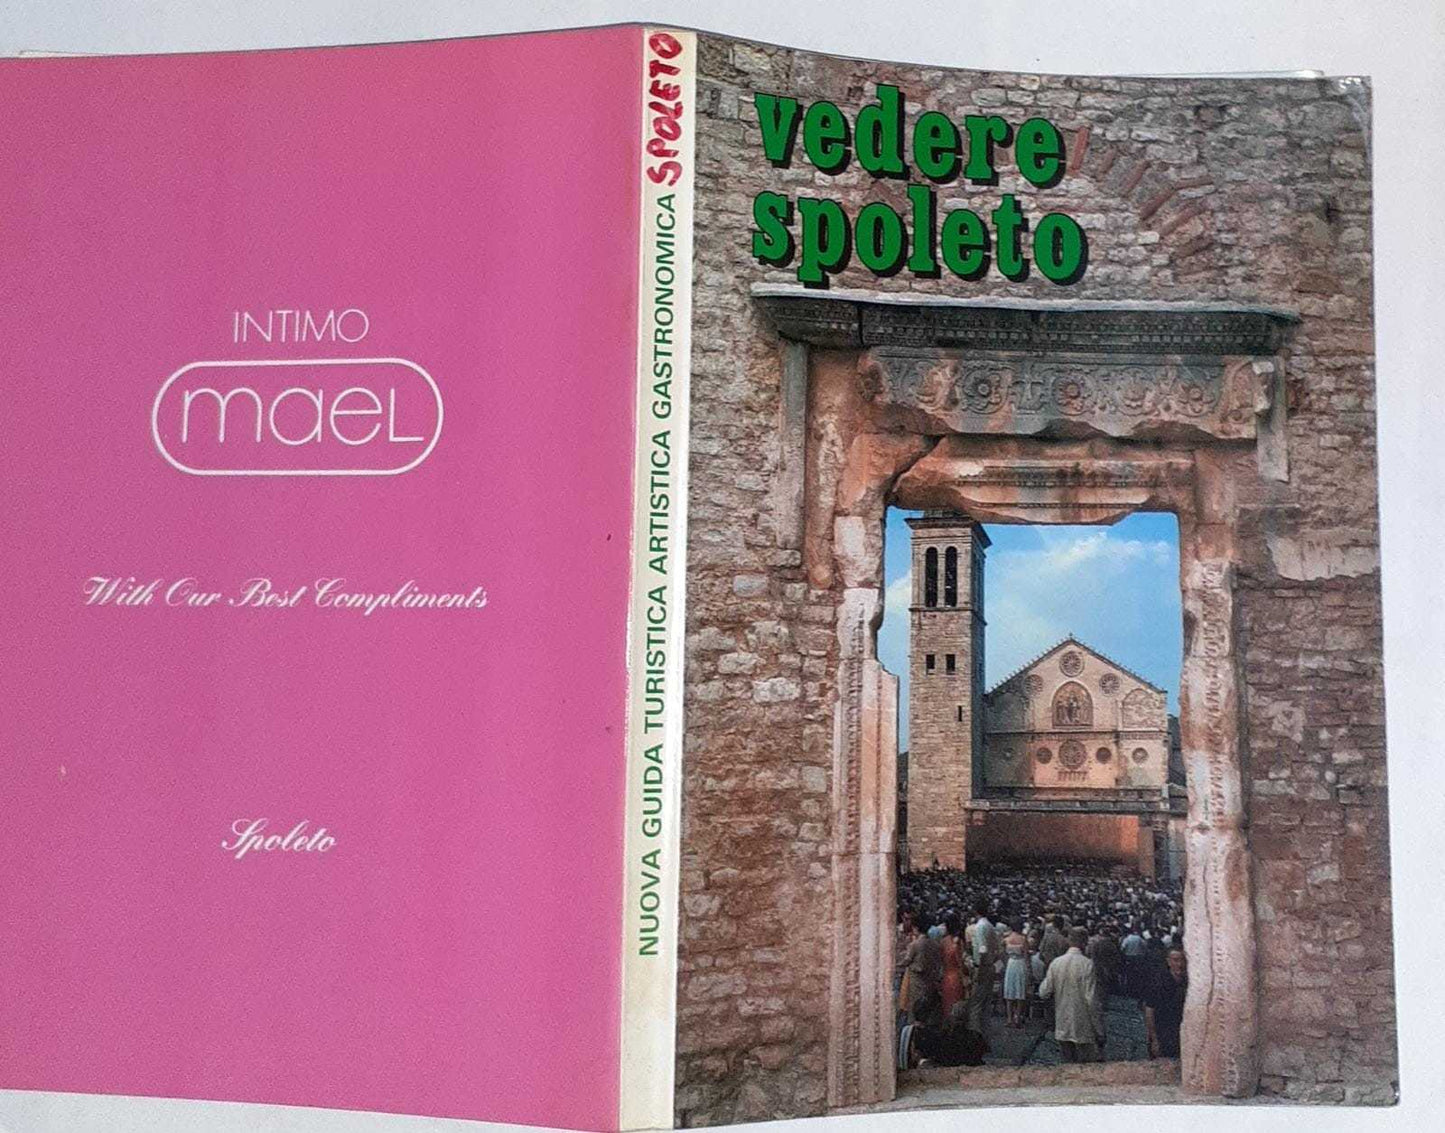 INTIMO
maeL
With Our Best Compliments
Spoleto
NUOVA GUIDA TURISTICA ARTISTICA GASTRONOMICA SPOLETO
vedere
spoleto